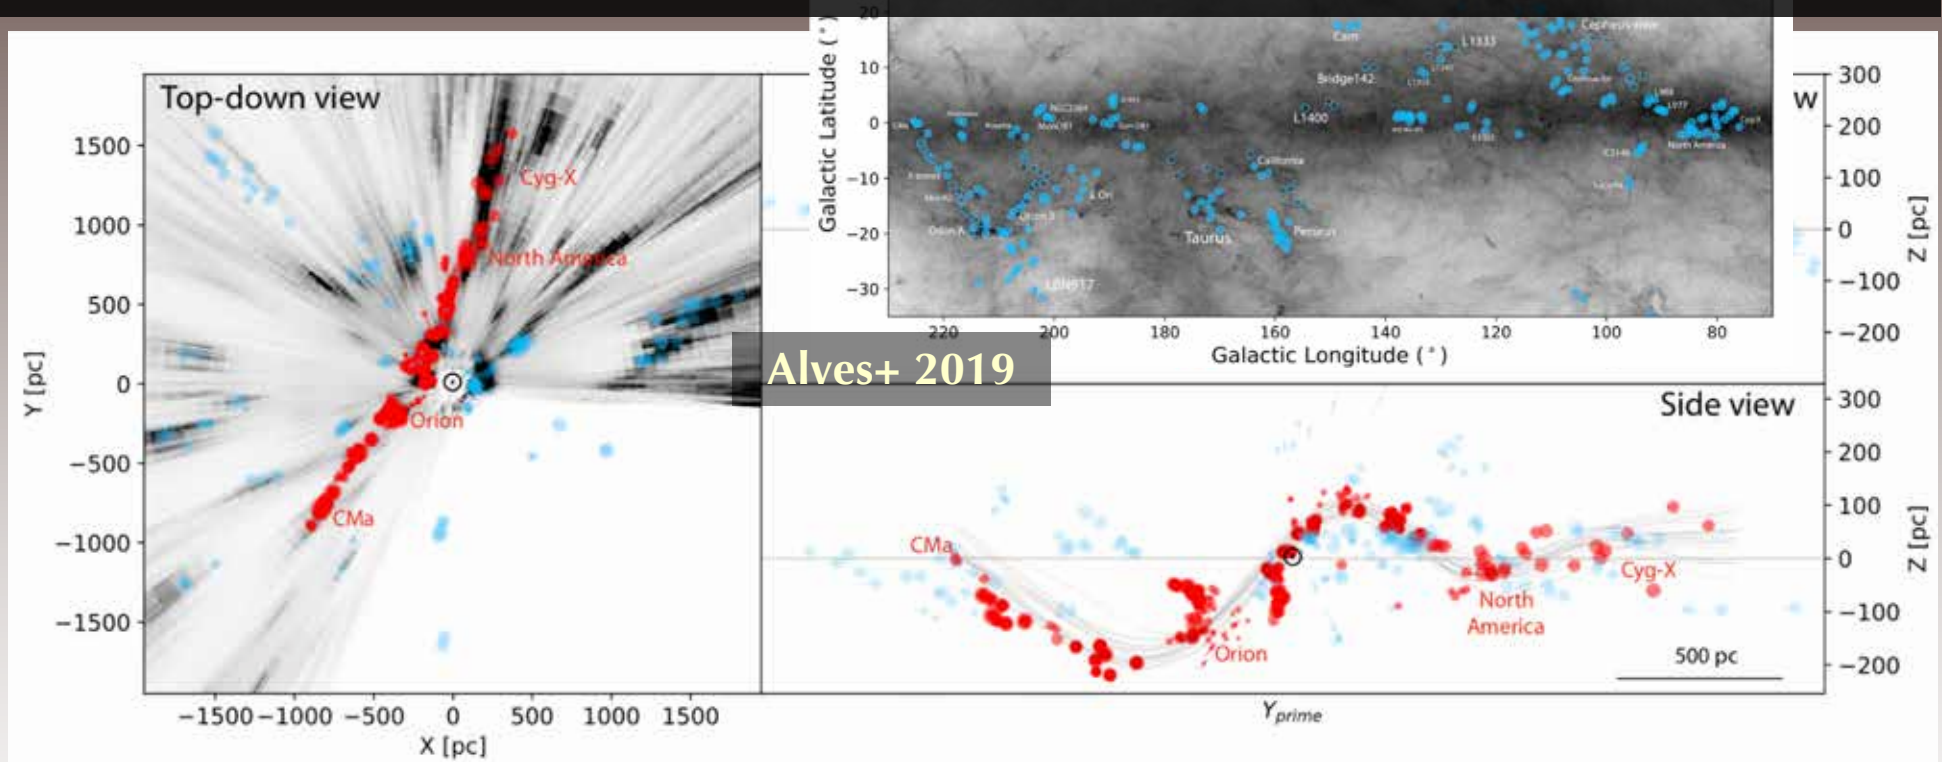 Top-down view
1500
1000
500
0
−500
−1000
−1500
Y [pc]
−1500
−1000
−500
0
500
1000
1500
X [pc]
Cyg-X
North America
Orion
CMa
20
10
0
−10
−20
−30
Galactic Latitude (°)
Cam
L1333
Bridge142
L1400
California
Taurus
Perseus
LBN917
Orion A
λ Ori
North America
220
200
180
160
140
120
100
80
Galactic Longitude (°)
w
300
200
100
0
−100
−200
Z [pc]
Alves+ 2019
Side view
300
200
100
0
−100
−200
Z [pc]
CMa
Orion
North
America
Cyg-X
500 pc
Yprime